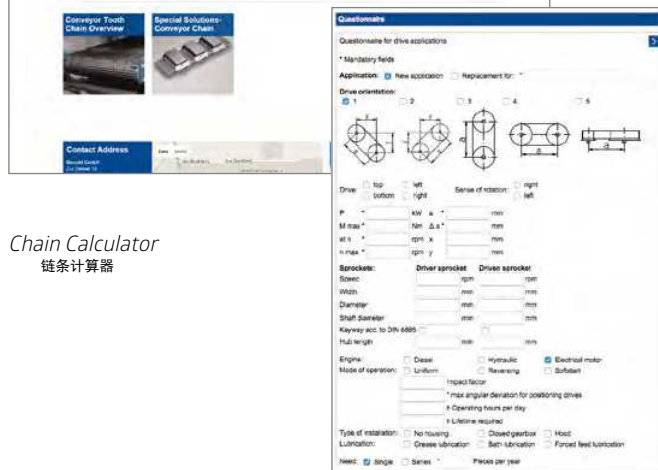 Conveyor Tooth
Chain Overview
Special Solutions-
Conveyor Chain
Contact Address
Chain Calculator
链条计算器
Questionnaire
Questionnaire for drive applications
* Mandatory fields
Application: New application Replacement for: *
Drive orientation:
1 2 3 4 5
Drive: top left Sense of rotation: right
bottom right left
P * kW a * mm
M max * Nm Δ a * mm
at n * rpm x mm
n max * rpm y mm
Sprockets: Driver sprocket Driven sprocket
Speed: rpm rpm
Width mm mm
Diameter mm mm
Shaft diameter mm mm
Keyway acc. to DIN 6885
Hub length mm mm
Engine: Diesel Hydraulic Electrical motor
Mode of operation: Uniform Reversing Softstart
Impact factor
* max angular deviation for positioning drives
h Operating hours per day
h Lifetime required
Type of installation: No housing Closed gearbox Hood
Lubrication: Grease lubrication Bath lubrication Forced feed lubrication
Need: Single Series * Pieces per year